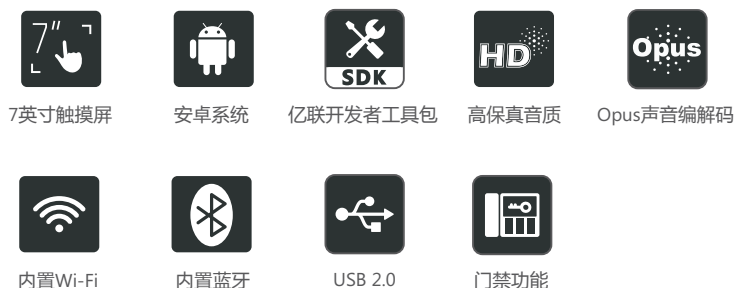 7"
SDK
HD
Opus
7英寸触摸屏
安卓系统
亿联开发者工具包
高保真音质
Opus声音编解码
内置Wi-Fi
内置蓝牙
USB 2.0
门禁功能